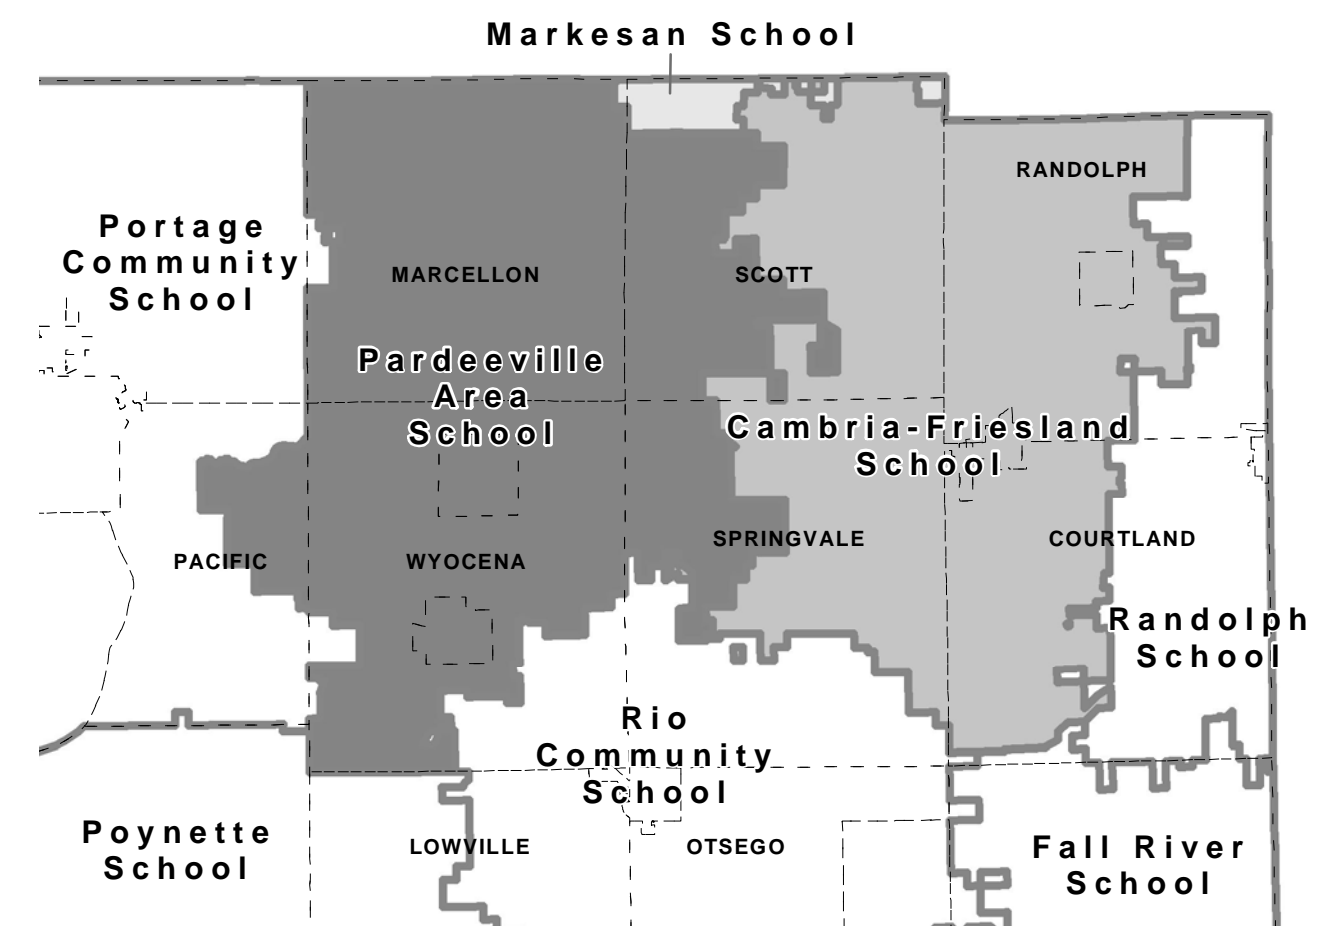 Markesan School
RANDOLPH
Portage
Community
School
MARCELLON
SCOTT
Pardeeville
Area
School
Cambria-Friesland
School
PACIFIC
WYOCENA
SPRINGVALE
COURTLAND
Randolph
School
Rio
Community
School
Poynette
School
LOWVILLE
OTSEGO
Fall River
School